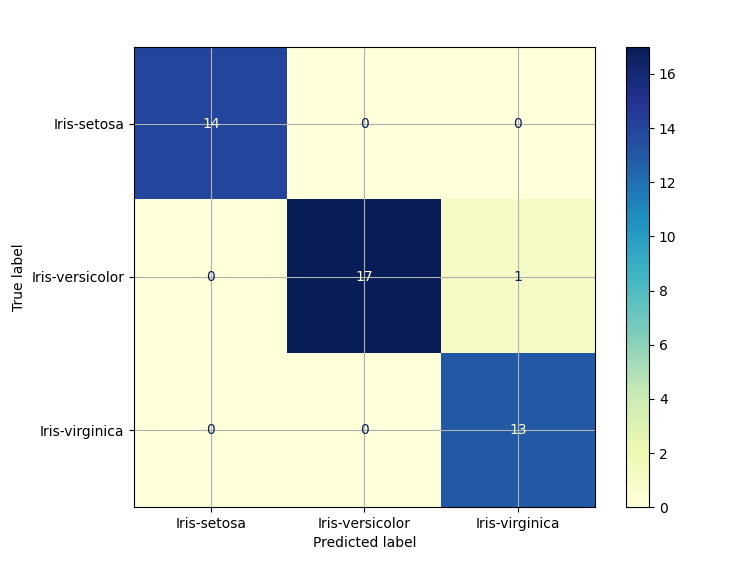 16
Iris-setosa 14 0 0
14
12
10
True label
Iris-versicolor 0 17 1
8
6
4
Iris-virginica 0 0 13
2
0
Iris-setosa Iris-versicolor Iris-virginica
Predicted label